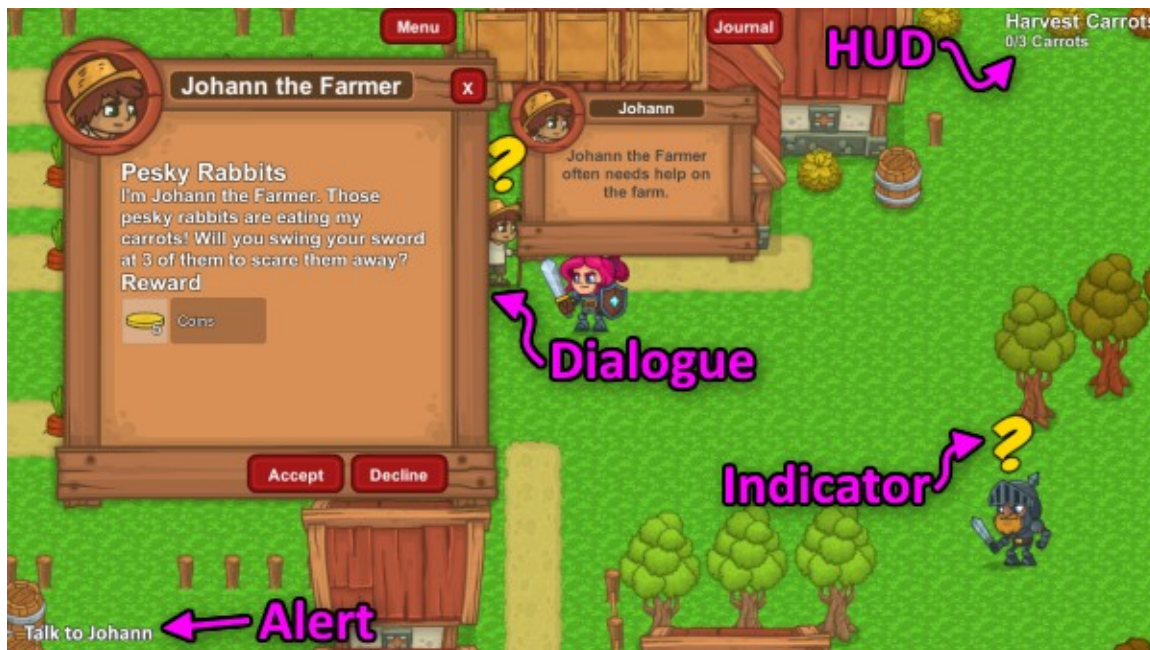 Menu
Journal
Harvest Carrots
0/3 Carrots
HUD
Johann the Farmer
x
Johann
Johann the Farmer
often needs help on
the farm.
Pesky Rabbits
I'm Johann the Farmer. Those
pesky rabbits are eating my
carrots! Will you swing your sword
at 3 of them to scare them away?
Reward
5
Coins
?
Dialogue
?
Indicator
Accept
Decline
Talk to Johann
Alert